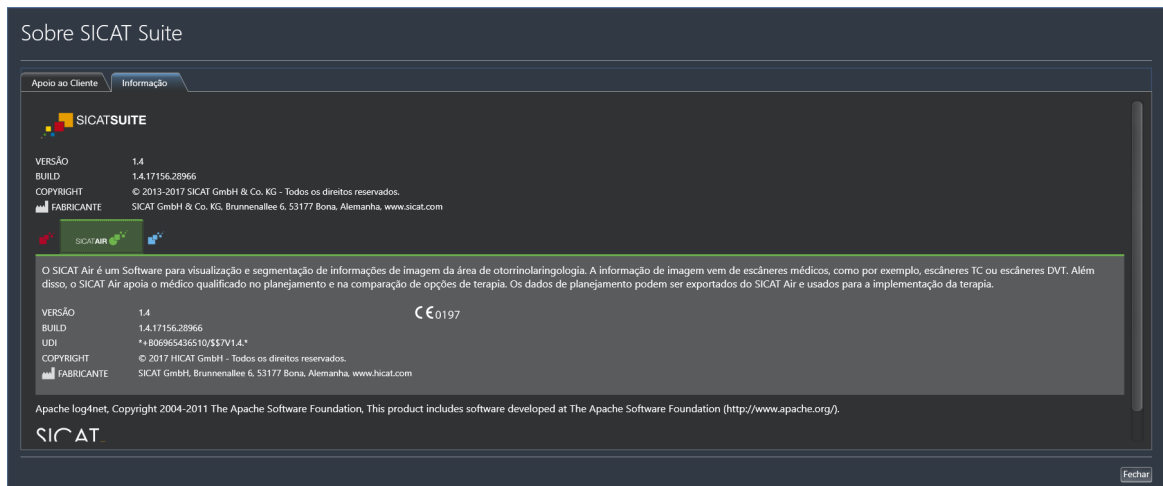 Sobre SICAT Suite
Apoio ao Cliente Informação
SICATSUITE
VERSÃO 1.4
BUILD 1.4.17156.28966
COPYRIGHT © 2013-2017 SICAT GmbH & Co. KG - Todos os direitos reservados.
FABRICANTE SICAT GmbH & Co. KG, Brunnenallee 6, 53177 Bona, Alemanha, www.sicat.com
SICATAIR
O SICAT Air é um Software para visualização e segmentação de informações de imagem da área de otorrinolaringologia. A informação de imagem vem de escâneres médicos, como por exemplo, escâneres TC ou escâneres DVT. Além
disso, o SICAT Air apoia o médico qualificado no planejamento e na comparação de opções de terapia. Os dados de planejamento podem ser exportados do SICAT Air e usados para a implementação da terapia.
VERSÃO 1.4 CE0197
BUILD 1.4.17156.28966
UDI *+B06965436510/$$7V1.4.*
COPYRIGHT © 2017 HICAT GmbH - Todos os direitos reservados.
FABRICANTE SICAT GmbH, Brunnenallee 6, 53177 Bona, Alemanha, www.hicat.com
Apache log4net, Copyright 2004-2011 The Apache Software Foundation, This product includes software developed at The Apache Software Foundation (http://www.apache.org/).
SICAT
Fechar